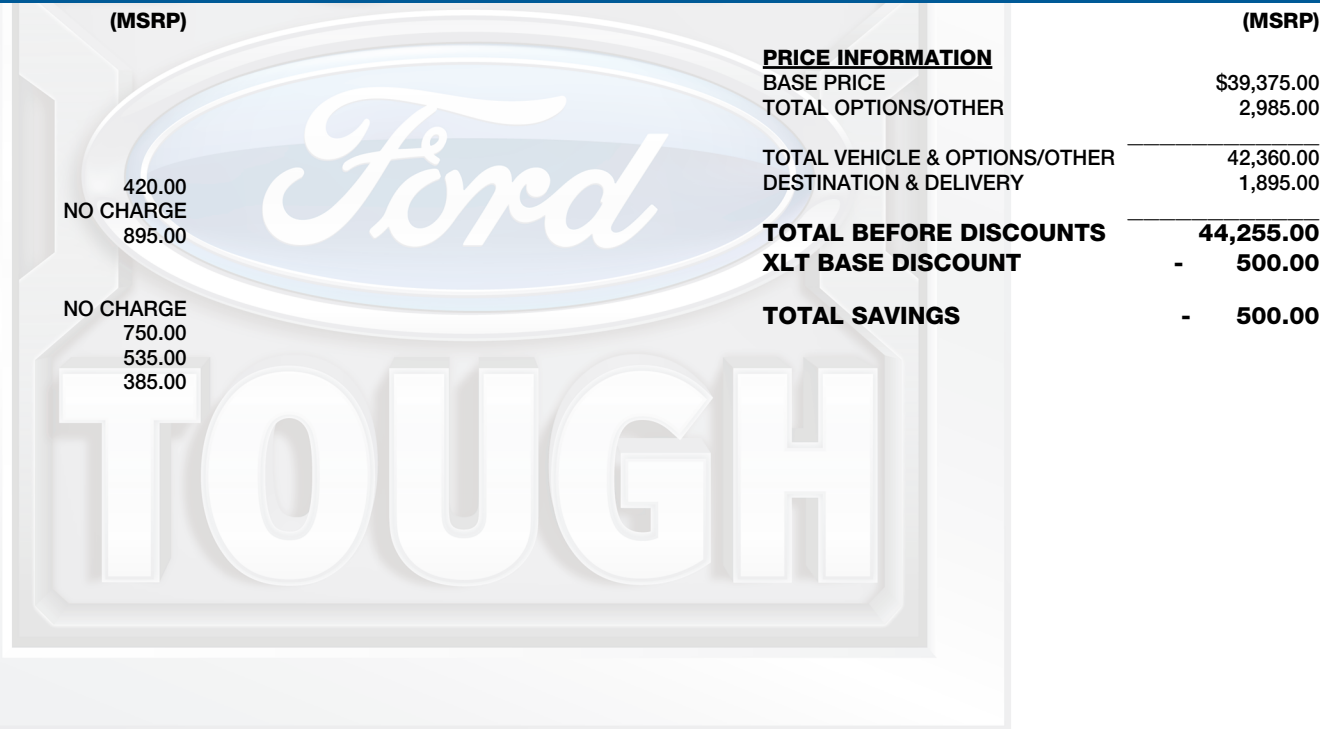 (MSRP)
420.00
NO CHARGE
895.00
NO CHARGE
750.00
535.00
385.00
Ford
TOUGH
(MSRP)
PRICE INFORMATION
BASE PRICE $39,375.00
TOTAL OPTIONS/OTHER 2,985.00
TOTAL VEHICLE & OPTIONS/OTHER 42,360.00
DESTINATION & DELIVERY 1,895.00
TOTAL BEFORE DISCOUNTS 44,255.00
XLT BASE DISCOUNT - 500.00
TOTAL SAVINGS - 500.00